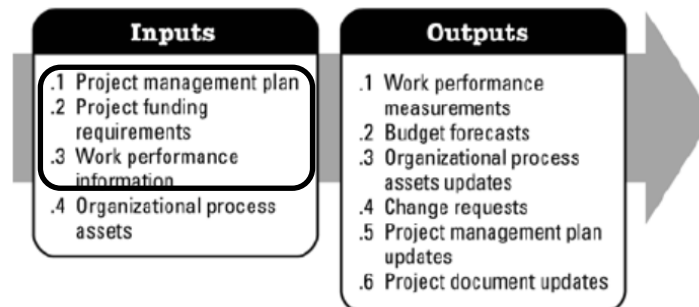 Inputs
.1 Project management plan
.2 Project funding
requirements
.3 Work performance
information
.4 Organizational process
assets
Outputs
.1 Work performance
measurements
.2 Budget forecasts
.3 Organizational process
assets updates
.4 Change requests
.5 Project management plan
updates
.6 Project document updates